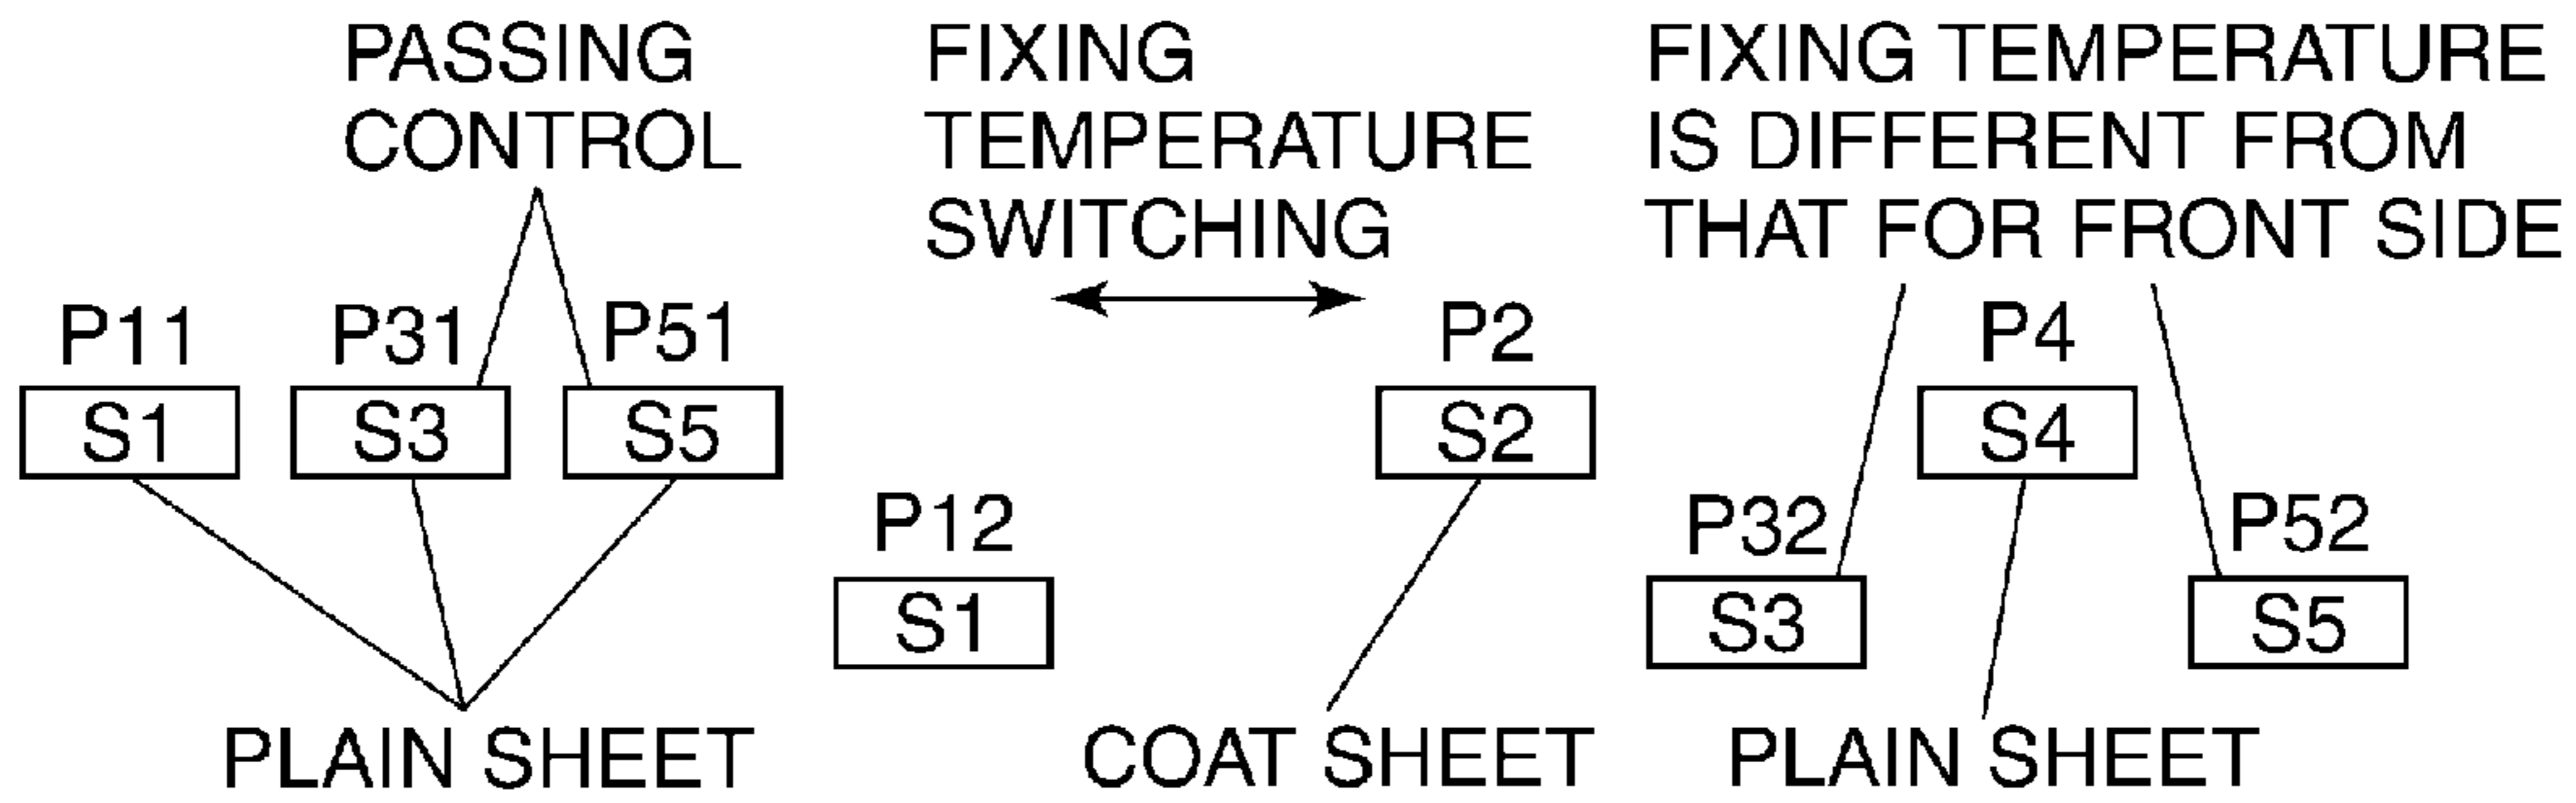 PASSING
CONTROL
FIXING
TEMPERATURE
SWITCHING
FIXING TEMPERATURE
IS DIFFERENT FROM
THAT FOR FRONT SIDE
P11
P31
P51
P2
P4
S1
S3
S5
S2
S4
P12
P32
P52
S1
S3
S5
PLAIN SHEET
COAT SHEET
PLAIN SHEET